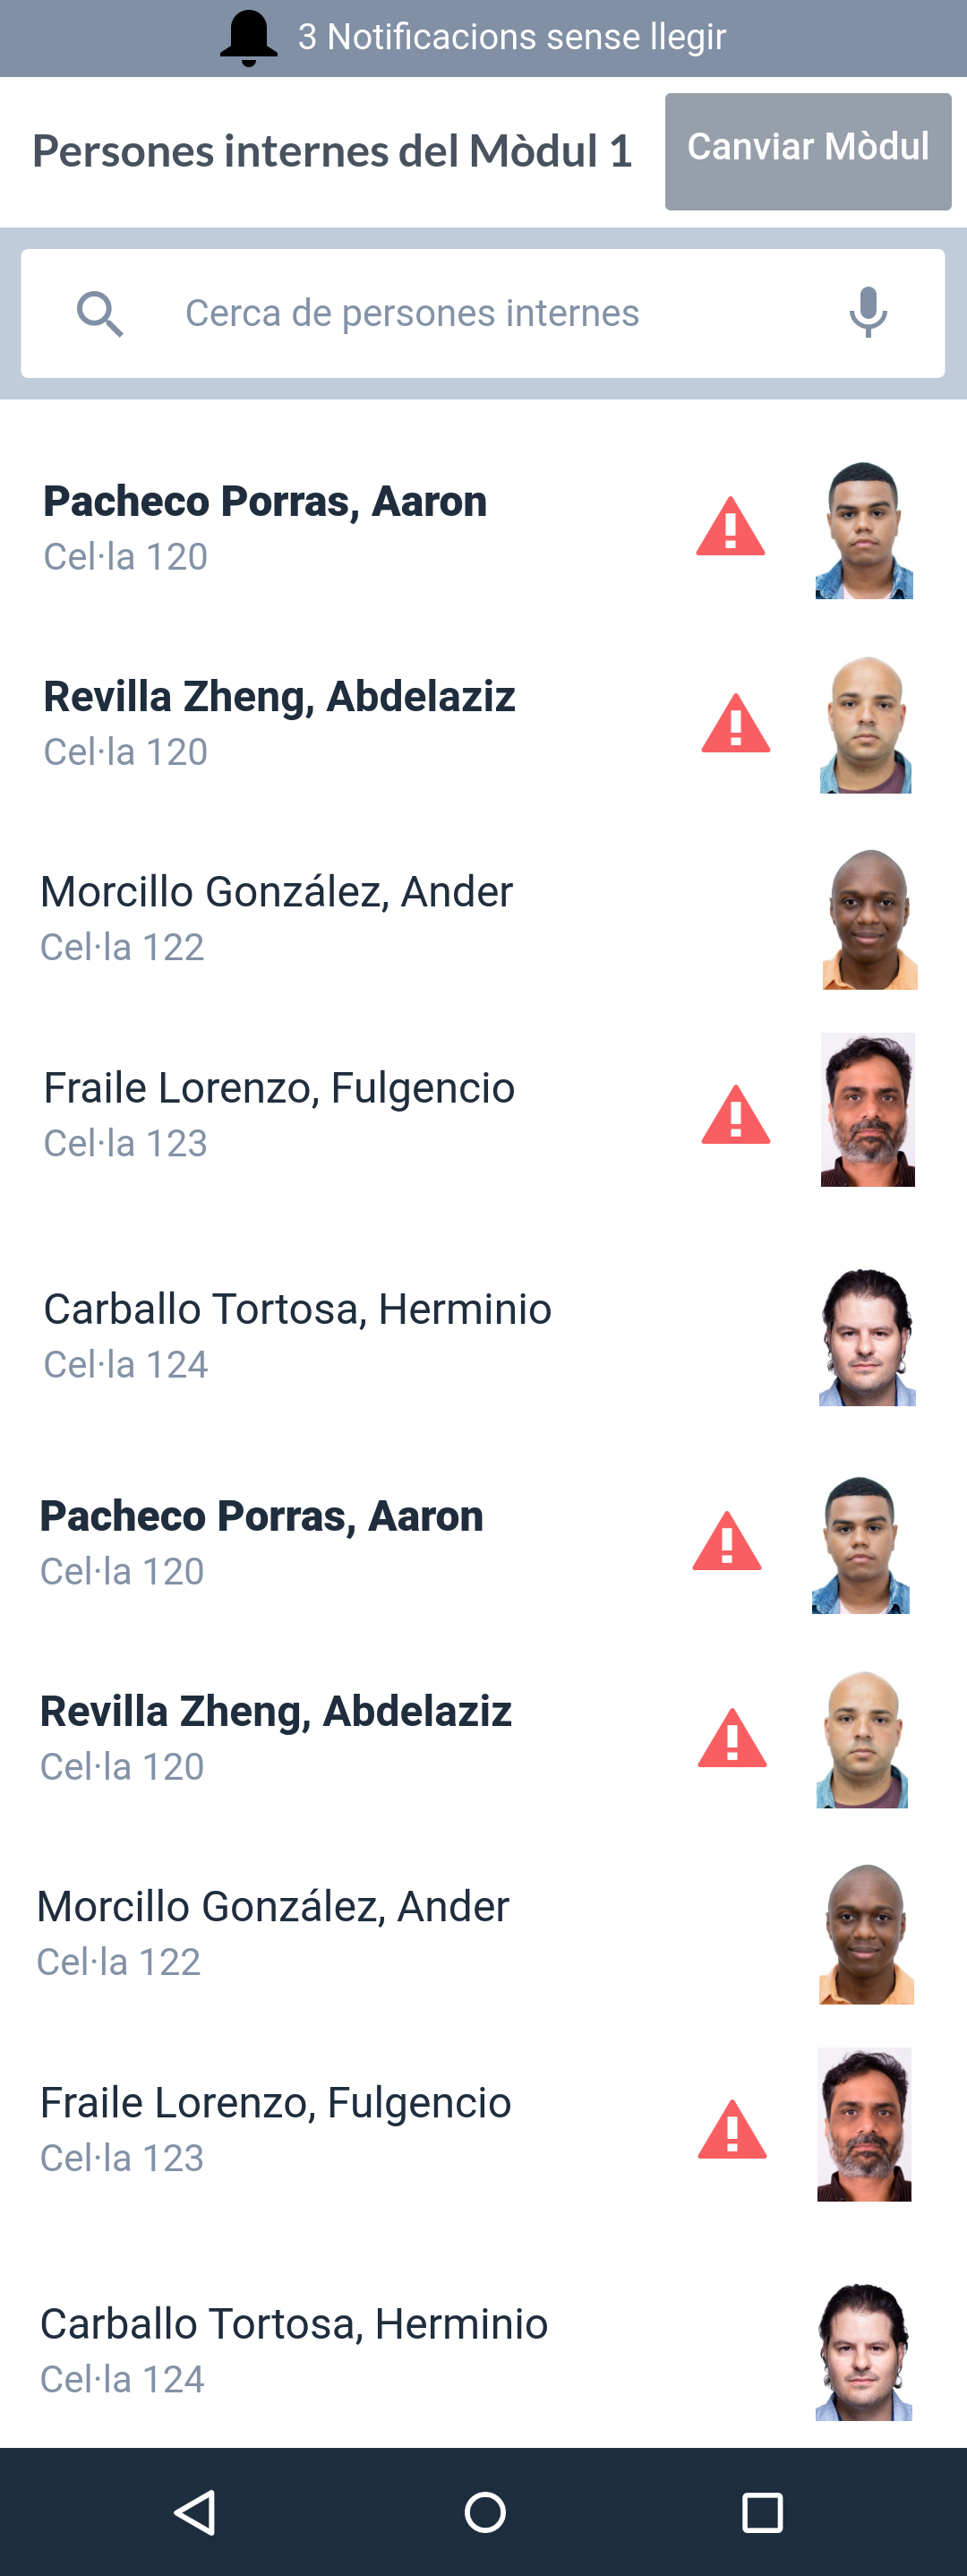 3 Notificacions sense llegir
Persones internes del Mòdul 1
Canviar Mòdul
Cerca de persones internes
Pacheco Porras, Aaron
Cel·la 120
Revilla Zheng, Abdelaziz
Cel·la 120
Morcillo González, Ander
Cel·la 122
Fraile Lorenzo, Fulgencio
Cel·la 123
Carballo Tortosa, Herminio
Cel·la 124
Pacheco Porras, Aaron
Cel·la 120
Revilla Zheng, Abdelaziz
Cel·la 120
Morcillo González, Ander
Cel·la 122
Fraile Lorenzo, Fulgencio
Cel·la 123
Carballo Tortosa, Herminio
Cel·la 124